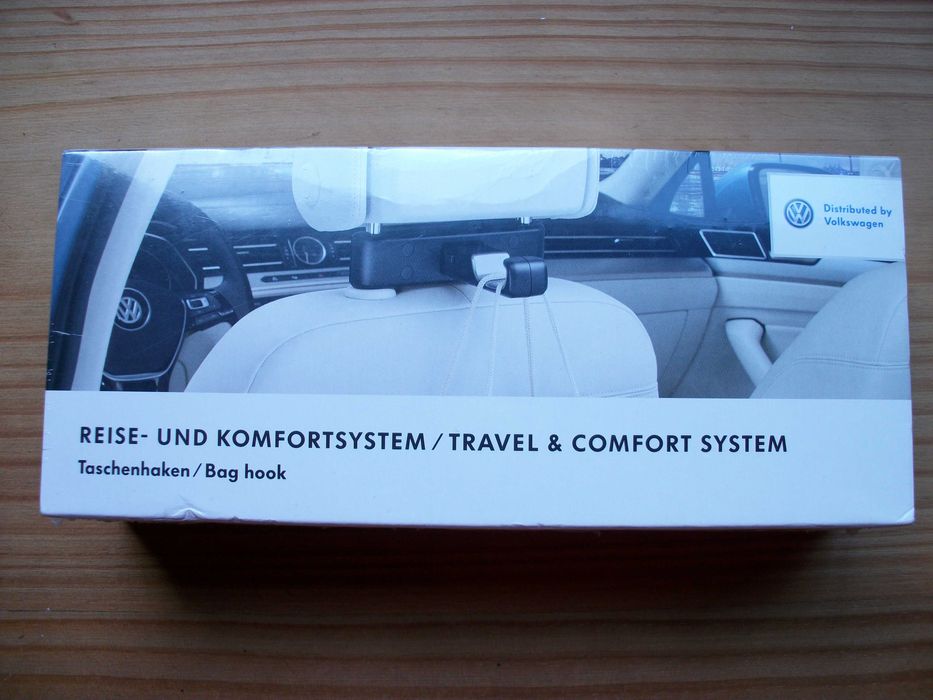 Distributed by
Volkswagen
REISE- UND KOMFORTSYSTEM / TRAVEL & COMFORT SYSTEM
Taschenhaken / Bag hook